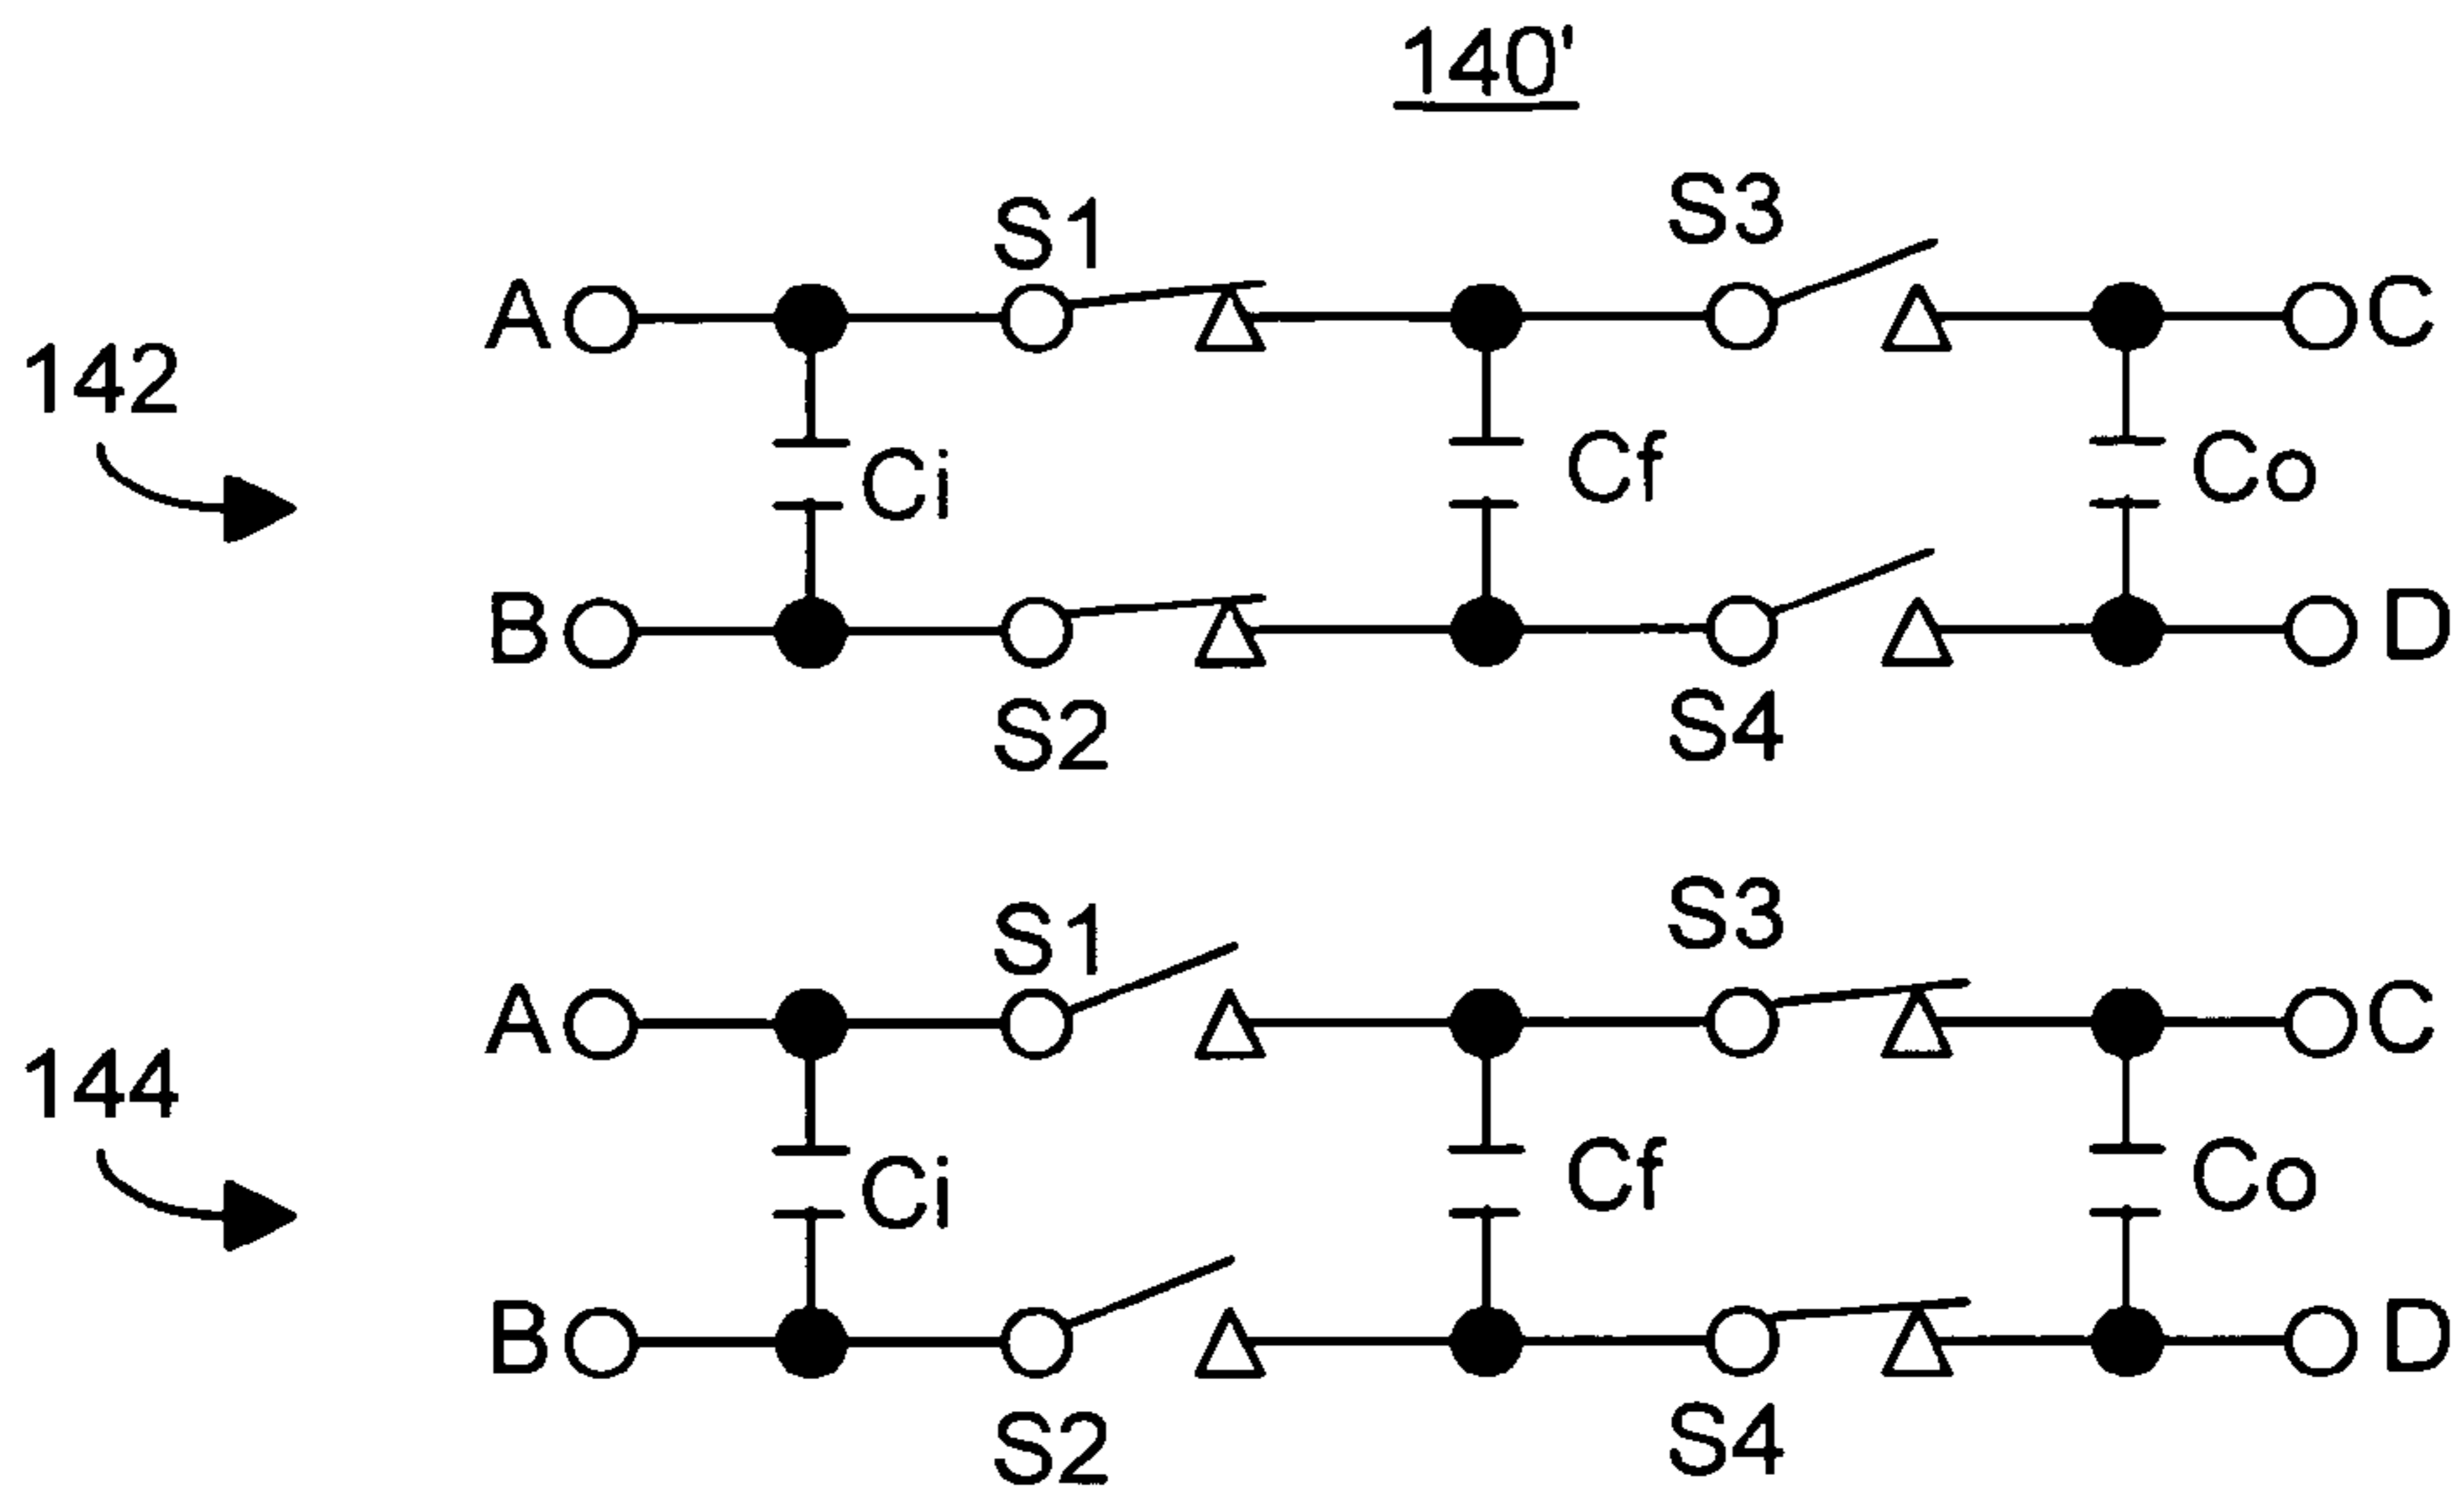 140'
S1 S3
A C
142
Ci Cf Co
B D
S2 S4
S1 S3
A C
144
Ci Cf Co
B D
S2 S4